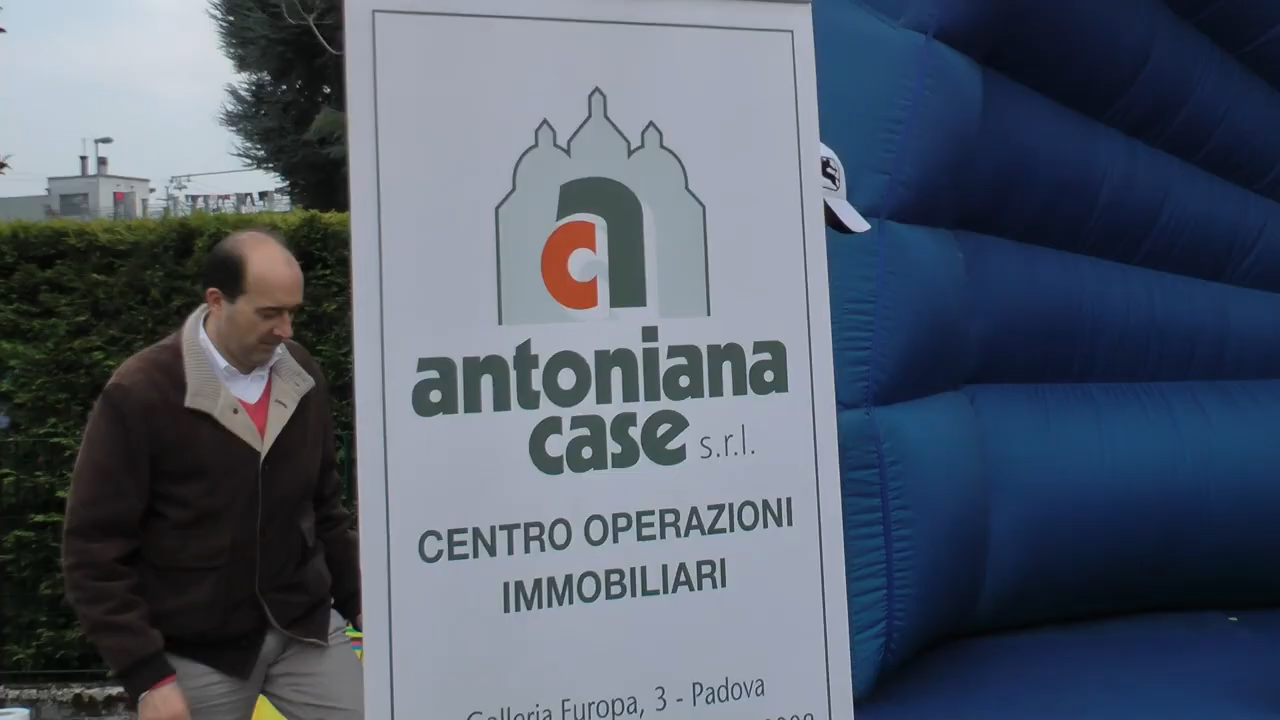 antoniana
case s.r.l.
CENTRO OPERAZIONI
IMMOBILIARI
Galleria Europa, 3 - Padova